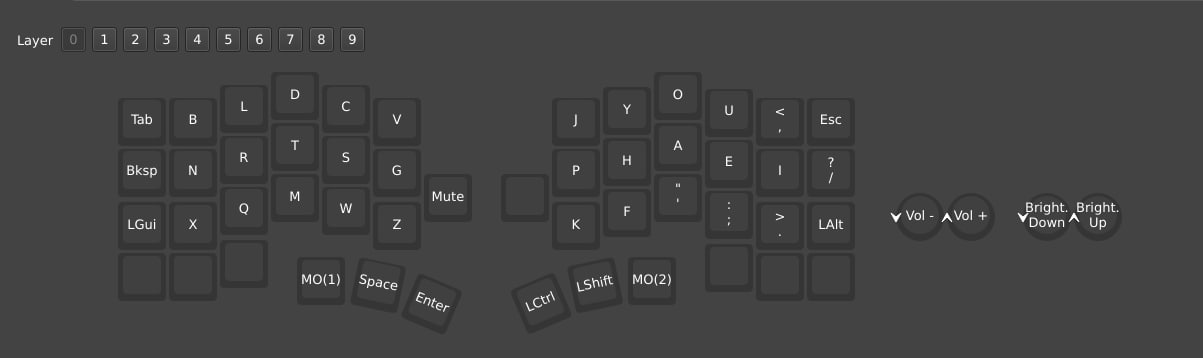 Layer 0 1 2 3 4 5 6 7 8 9
Tab B L D C V J Y O U < , Esc
Bksp N R T S G P H A E I ? /
LGui X Q M W Z Mute K F " ' : ; > . LAlt
MO(1) Space Enter LCtrl LShift MO(2)
Vol - Vol + Bright. Down Bright. Up